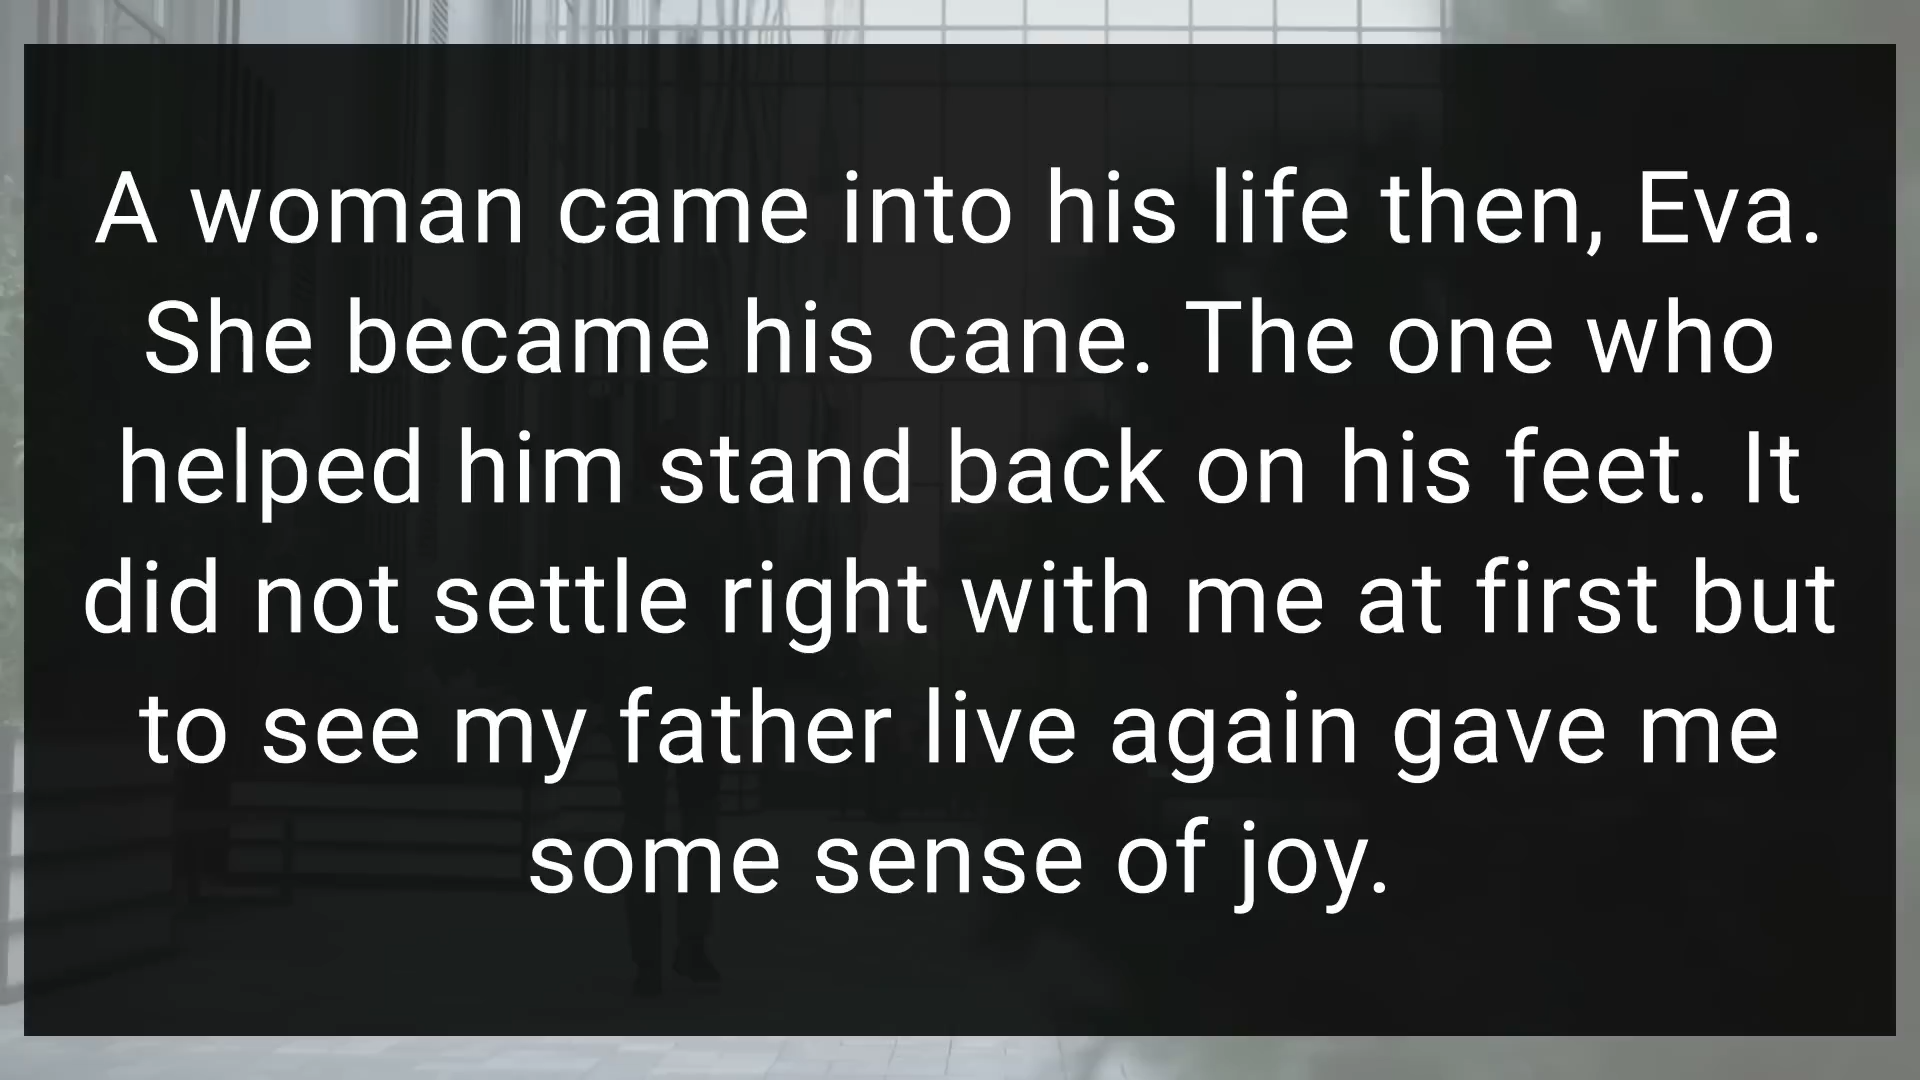 A woman came into his life then, Eva.
She became his cane. The one who
helped him stand back on his feet. It
did not settle right with me at first but
to see my father live again gave me
some sense of joy.